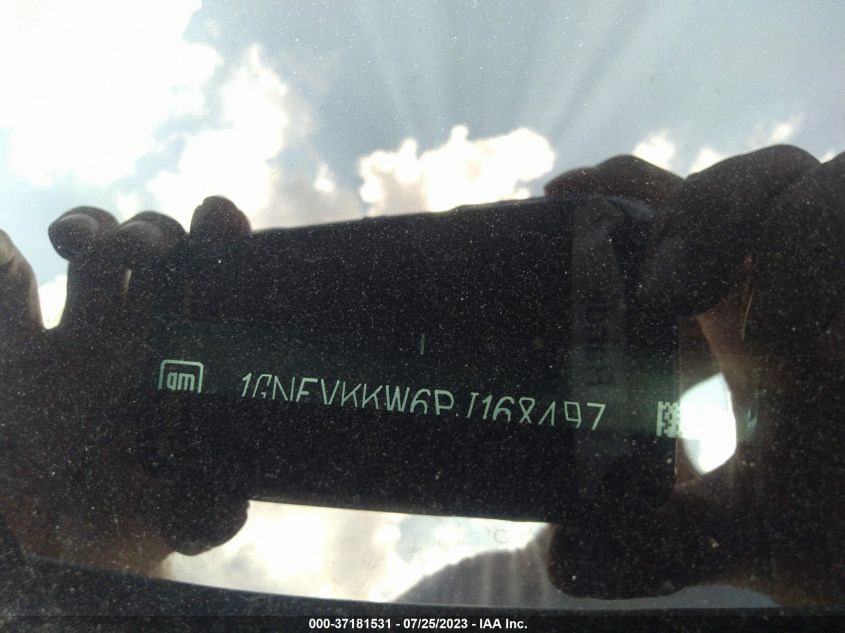 gm 1GNEVKKW6PJ168497
000-37181531 - 07/25/2023 - IAA Inc.